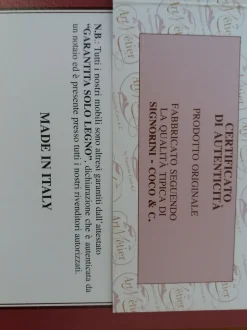 CERTIFICATO
DI AUTENTICITÀ
PRODOTTO ORIGINALE
FABBRICATO SEGUENDO
LA QUALITÀ TIPICA DI
SIGNORINI - COCO & C.
N.B. Tutti i nostri mobili sono altresì garantiti dall'attestato
"GARANTITA SOLO LEGNO", dichiarazione che è autenticata da
un notaio ed è presente presso tutti i nostri rivenditori autorizzati.
MADE IN ITALY